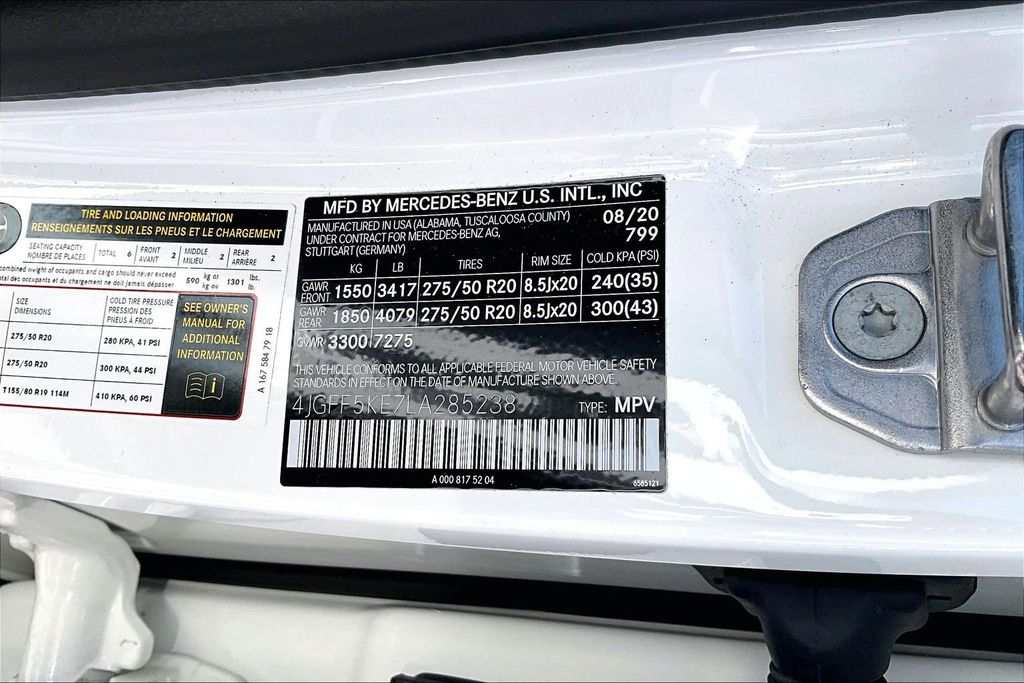 TIRE AND LOADING INFORMATION
RENSEIGNEMENTS SUR LES PNEUS ET LE CHARGEMENT
SEATING CAPACITY
NOMBRE DE PLACES
TOTAL 6
FRONT
AVANT 2
MIDDLE
MILIEU 2
REAR
ARRIÈRE 2
combined weight of occupants and cargo should never exceed
des occupants et du chargement ne doit jamais dépasser
590 kg or
kg ou
1301 lbs.
lb.
SIZE
DIMENSIONS
COLD TIRE PRESSURE
PRESSION DES
PNEUS À FROID
275/50 R20 280 KPA, 41 PSI
275/50 R20 300 KPA, 44 PSI
T155/80 R19 114M 410 KPA, 60 PSI
SEE OWNER'S
MANUAL FOR
ADDITIONAL
INFORMATION
i
A 167 584 79 18
MFD BY MERCEDES-BENZ U.S. INTL., INC
MANUFACTURED IN USA (ALABAMA, TUSCALOOSA COUNTY) 08/20
UNDER CONTRACT FOR MERCEDES-BENZ AG, 799
STUTTGART (GERMANY)
KG LB TIRES RIM SIZE COLD KPA (PSI)
GAWR
FRONT 1550 3417 275/50 R20 8.5Jx20 240(35)
GAWR
REAR 1850 4079 275/50 R20 8.5Jx20 300(43)
GVWR 3300 7275
THIS VEHICLE CONFORMS TO ALL APPLICABLE FEDERAL MOTOR VEHICLE SAFETY
STANDARDS IN EFFECT ON THE DATE OF MANUFACTURE SHOWN ABOVE.
4JGFF5KE7LA285238 TYPE: MPV
A 000 817 52 04
6585121